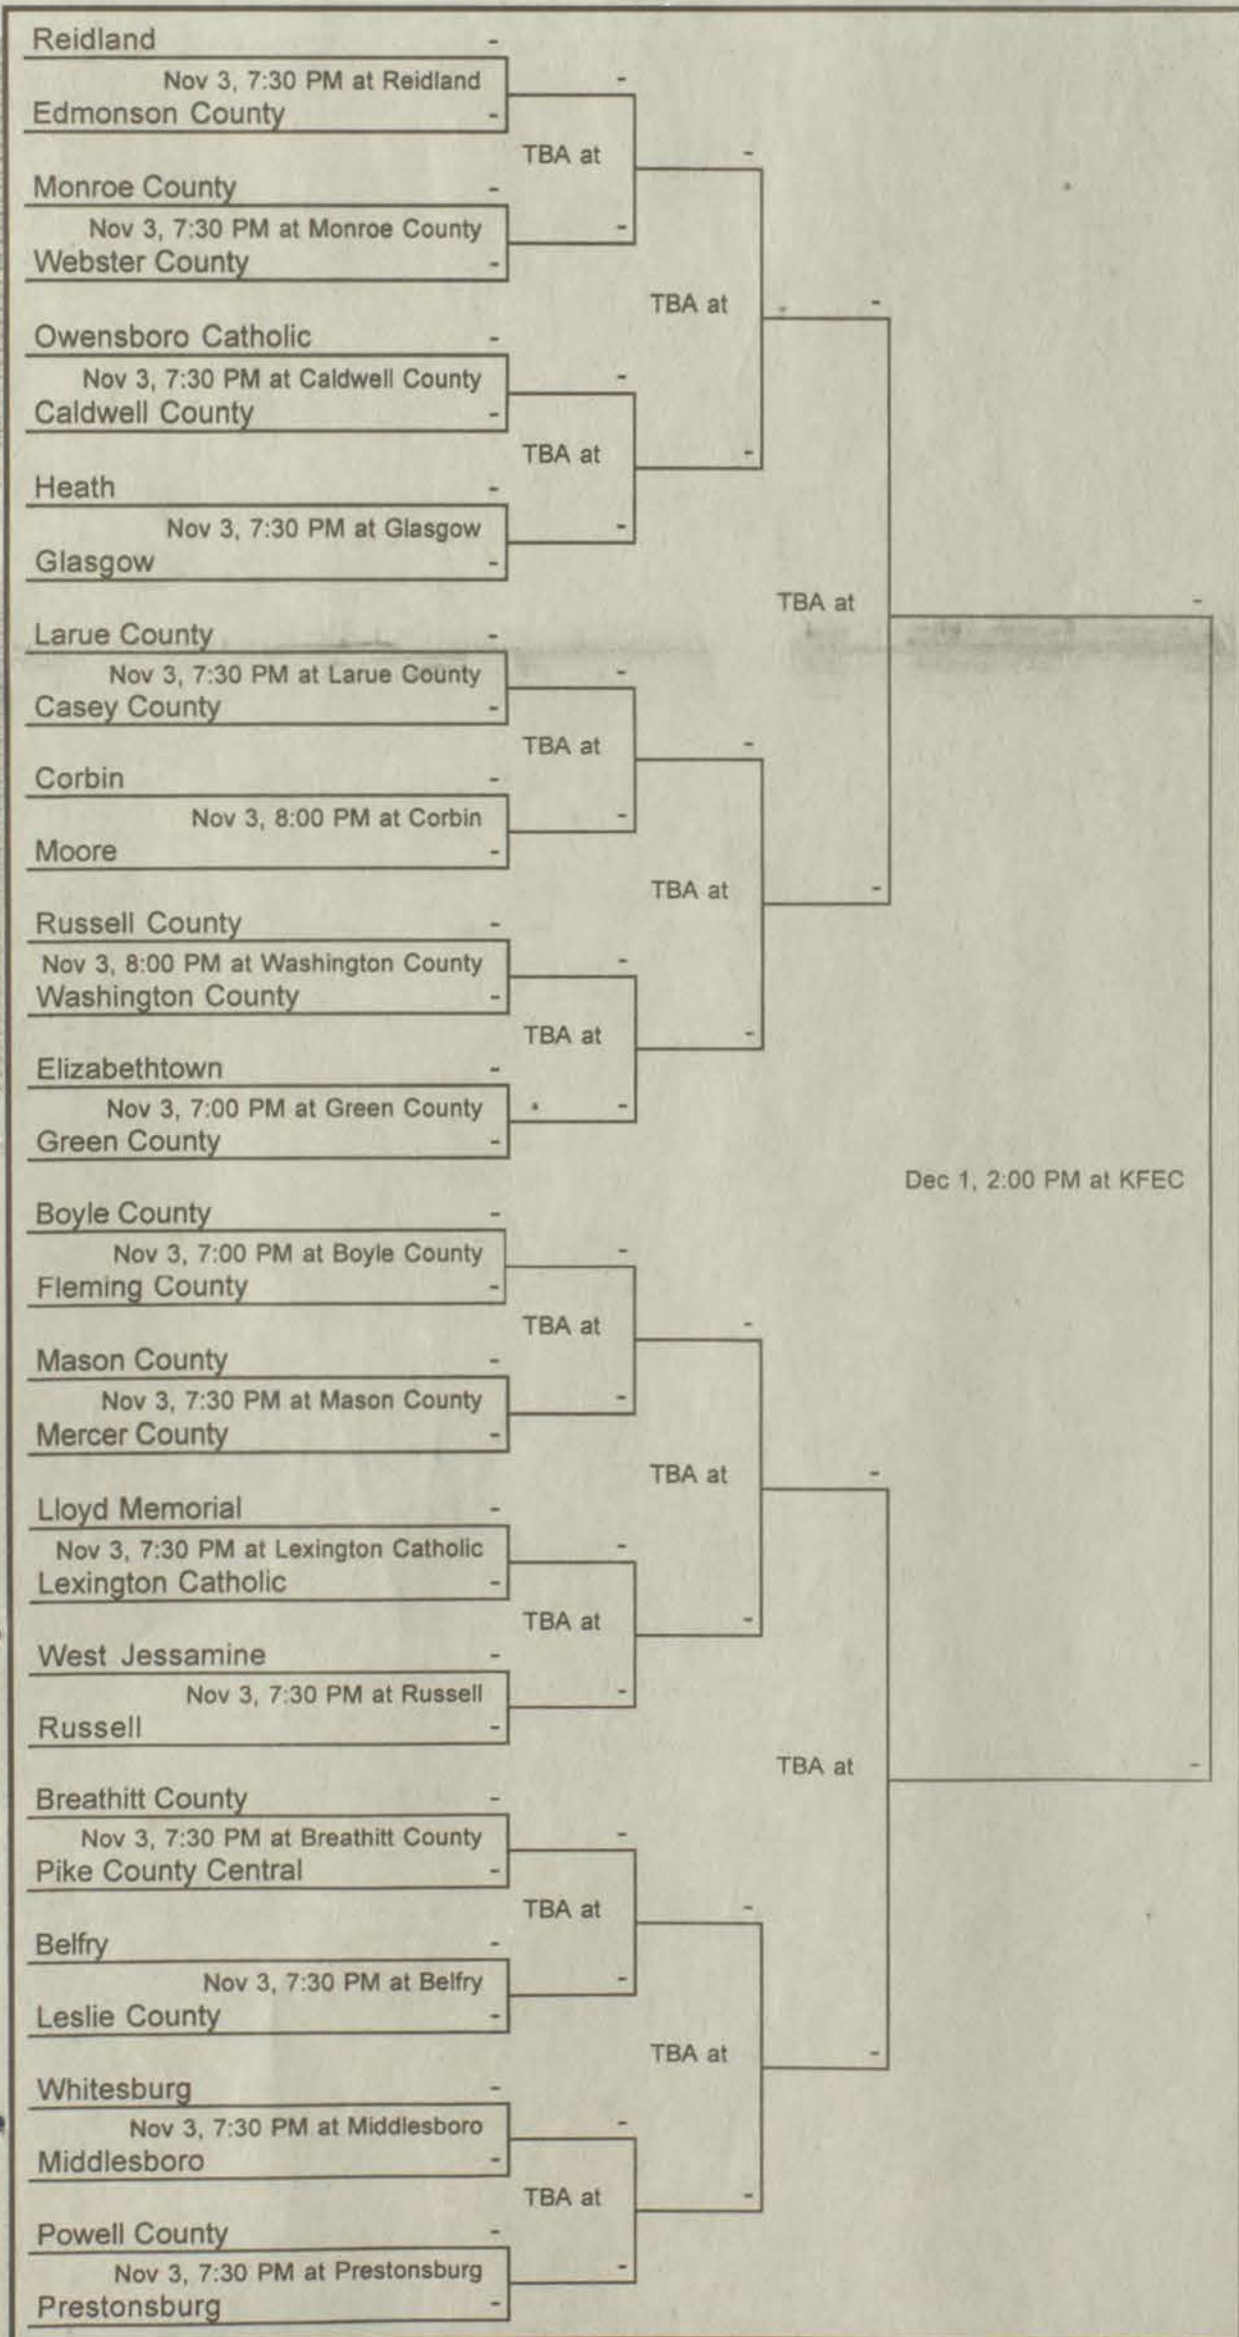 Reidland -
Nov 3, 7:30 PM at Reidland -
Edmonson County -
TBA at -
Monroe County -
Nov 3, 7:30 PM at Monroe County -
Webster County -
TBA at -
Owensboro Catholic -
Nov 3, 7:30 PM at Caldwell County -
Caldwell County -
TBA at -
Heath -
Nov 3, 7:30 PM at Glasgow -
Glasgow -
TBA at -
Larue County -
Nov 3, 7:30 PM at Larue County -
Casey County -
TBA at -
Corbin -
Nov 3, 8:00 PM at Corbin -
Moore -
TBA at -
Russell County -
Nov 3, 8:00 PM at Washington County -
Washington County -
TBA at -
Elizabethtown -
Nov 3, 7:00 PM at Green County -
Green County -
Dec 1, 2:00 PM at KFEC
Boyle County -
Nov 3, 7:00 PM at Boyle County -
Fleming County -
TBA at -
Mason County -
Nov 3, 7:30 PM at Mason County -
Mercer County -
TBA at -
Lloyd Memorial -
Nov 3, 7:30 PM at Lexington Catholic -
Lexington Catholic -
TBA at -
West Jessamine -
Nov 3, 7:30 PM at Russell -
Russell -
TBA at -
Breathitt County -
Nov 3, 7:30 PM at Breathitt County -
Pike County Central -
TBA at -
Belfry -
Nov 3, 7:30 PM at Belfry -
Leslie County -
TBA at -
Whitesburg -
Nov 3, 7:30 PM at Middlesboro -
Middlesboro -
TBA at -
Powell County -
Nov 3, 7:30 PM at Prestonsburg -
Prestonsburg -